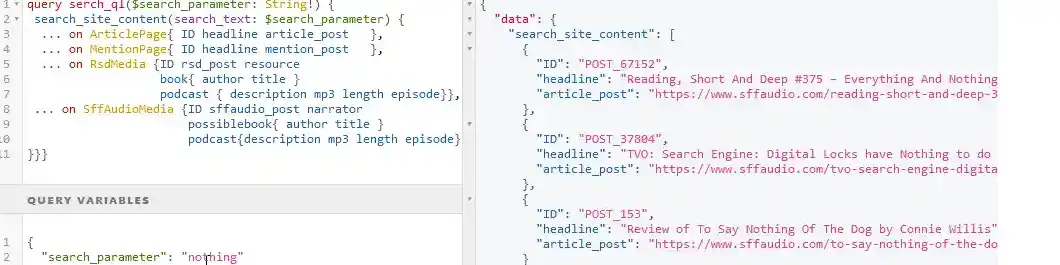 1 query serch_ql($search_parameter: String!) {
2 search_site_content(search_text: $search_parameter) {
3 ... on ArticlePage{ ID headline article_post },
4 ... on MentionPage{ ID headline mention_post },
5 ... on RsdMedia {ID rsd_post resource
6 book{ author title }
7 podcast { description mp3 length episode}},
8 ... on SffAudioMedia {ID sffaudio_post narrator
9 possiblebook{ author title }
10 podcast{description mp3 length episode}
11 }}}
QUERY VARIABLES
1 {
2 "search_parameter": "nothing"
{
"data": {
"search_site_content": [
{
"ID": "POST_67152",
"headline": "Reading, Short And Deep #375 – Everything And Nothing
"article_post": "https://www.sffaudio.com/reading-short-and-deep-3
},
{
"ID": "POST_37804",
"headline": "TVO: Search Engine: Digital Locks have Nothing to do
"article_post": "https://www.sffaudio.com/tvo-search-engine-digita
},
{
"ID": "POST_153",
"headline": "Review of To Say Nothing Of The Dog by Connie Willis"
"article_post": "https://www.sffaudio.com/to-say-nothing-of-the-do
}